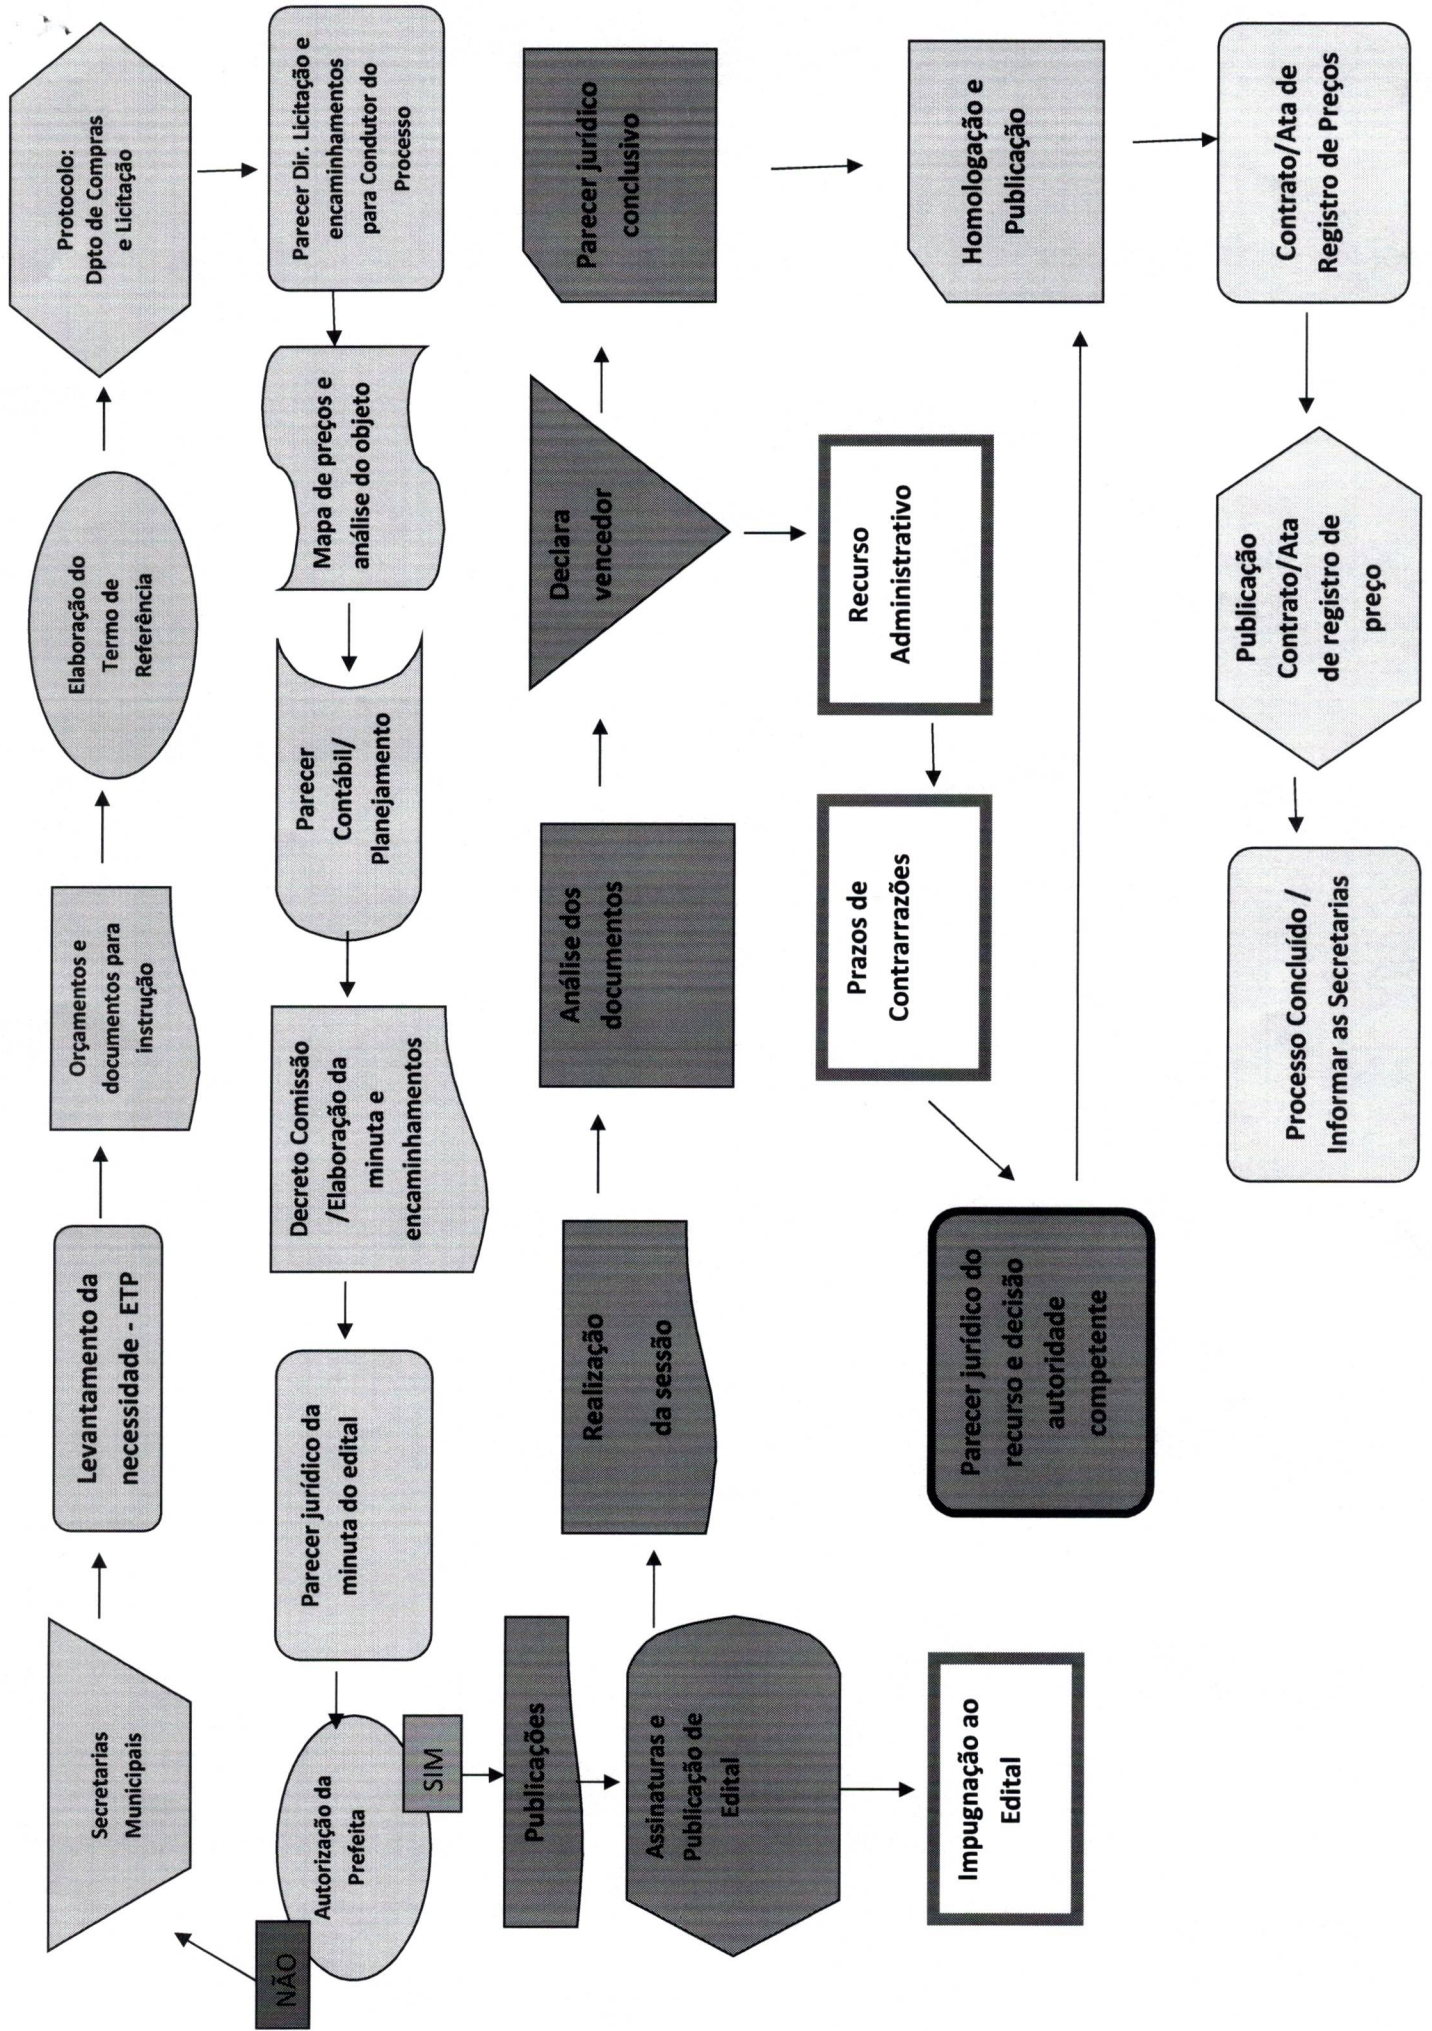 Secretarias
Municipais
Levantamento da
necessidade - ETP
Orçamentos e
documentos para
instrução
Elaboração do
Termo de
Referência
Protocolo:
Dpto de Compras
e Licitação
Parecer Dir. Licitação e
encaminhamentos
para Condutor do
Processo
Mapa de preços e
análise do objeto
Parecer
Contábil/
Planejamento
Decreto Comissão
/Elaboração da
minuta e
encaminhamentos
Parecer jurídico da
minuta do edital
Autorização da
Prefeita
NÃO
SIM
Publicações
Assinaturas e
Publicação de
Edital
Impugnação ao
Edital
Realização
da sessão
Análise dos
documentos
Declara
vencedor
Parecer jurídico
conclusivo
Recurso
Administrativo
Prazos de
Contrarrazões
Parecer jurídico do
recurso e decisão
autoridade
competente
Homologação e
Publicação
Contrato/Ata de
Registro de Preços
Publicação
Contrato/Ata
de registro de
preço
Processo Concluído /
Informar as Secretarias